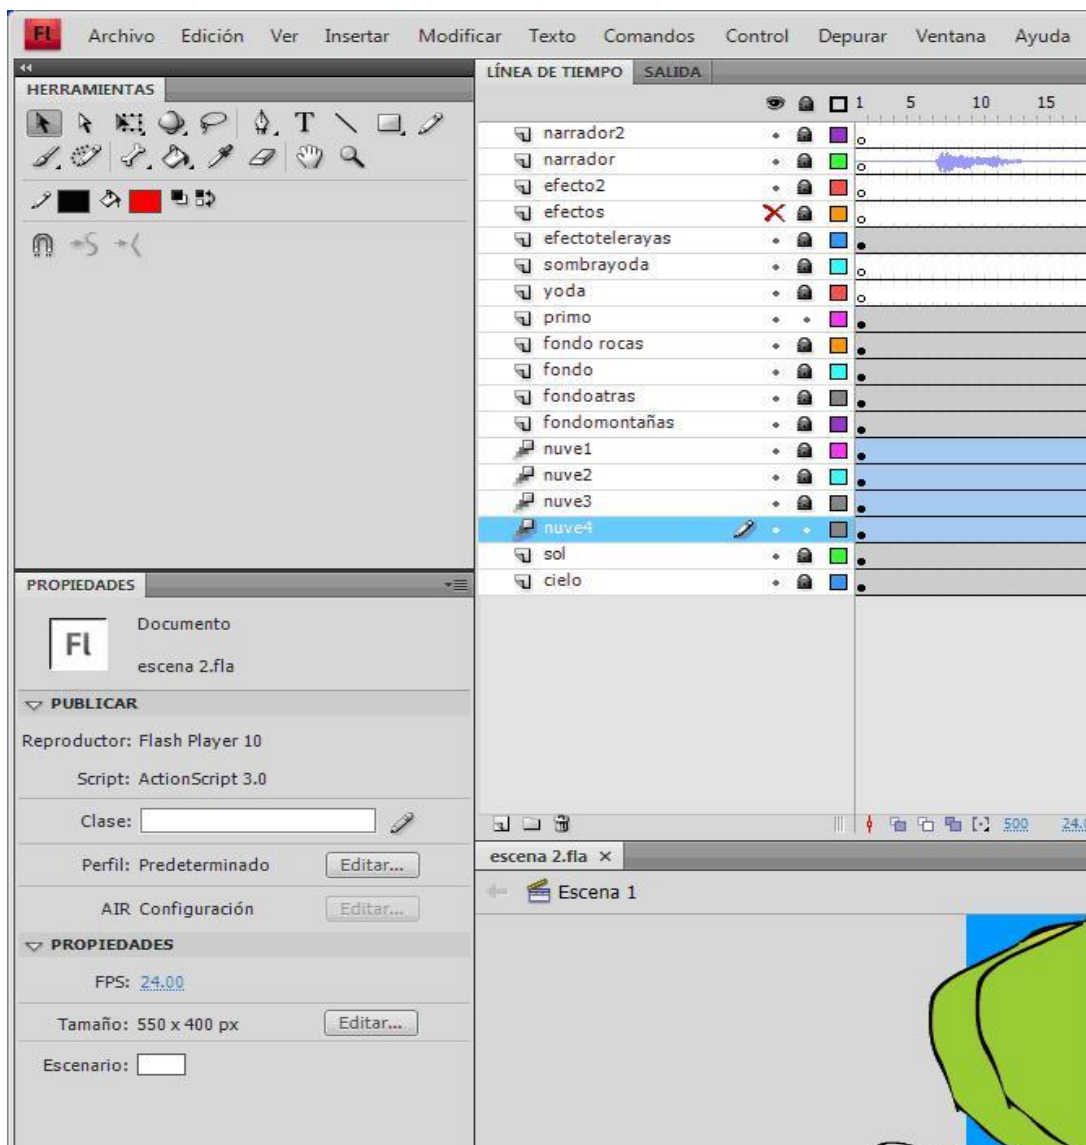 Fl Archivo Edición Ver Insertar Modificar Texto Comandos Control Depurar Ventana Ayuda
HERRAMIENTAS
LÍNEA DE TIEMPO SALIDA
1 5 10 15
narrador2
narrador
efecto2
efectos
efectotelerayas
sombrayoda
yoda
primo
fondo rocas
fondo
fondoatras
fondomontañas
nuve1
nuve2
nuve3
nuve4
sol
cielo
500 24.0
PROPIEDADES
Fl
Documento
escena 2.fla
PUBLICAR
Reproductor: Flash Player 10
Script: ActionScript 3.0
Clase:
Perfil: Predeterminado Editar...
AIR Configuración Editar...
PROPIEDADES
FPS: 24.00
Tamaño: 550 x 400 px Editar...
Escenario:
escena 2.fla ×
Escena 1